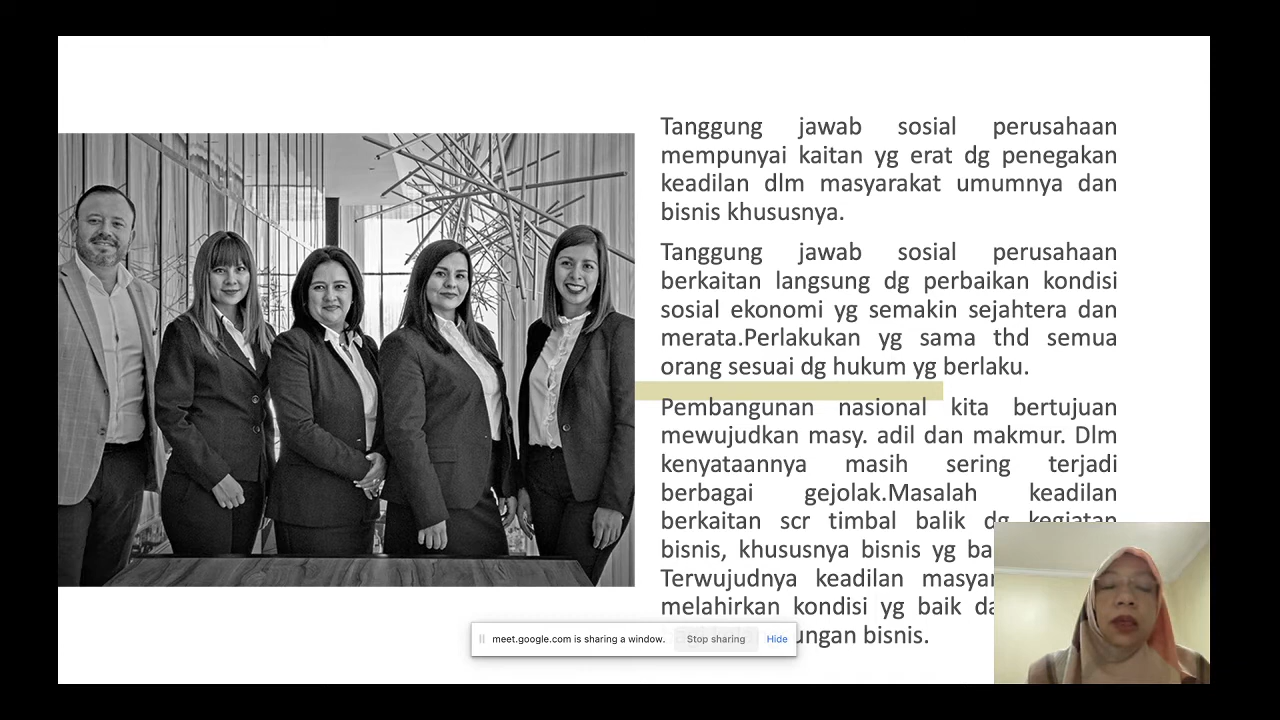 Tanggung jawab sosial perusahaan
mempunyai kaitan yg erat dg penegakan
keadilan dlm masyarakat umumnya dan
bisnis khususnya.
Tanggung jawab sosial perusahaan
berkaitan langsung dg perbaikan kondisi
sosial ekonomi yg semakin sejahtera dan
merata.Perlakukan yg sama thd semua
orang sesuai dg hukum yg berlaku.
Pembangunan nasional kita bertujuan
mewujudkan masy. adil dan makmur. Dlm
kenyataannya masih sering terjadi
berbagai gejolak.Masalah keadilan
berkaitan scr timbal balik dg kegiatan
bisnis, khususnya bisnis yg
Terwujudnya keadilan
melahirkan kondisi yg baik
bisnis.
meet.google.com is sharing a window. Stop sharing Hide